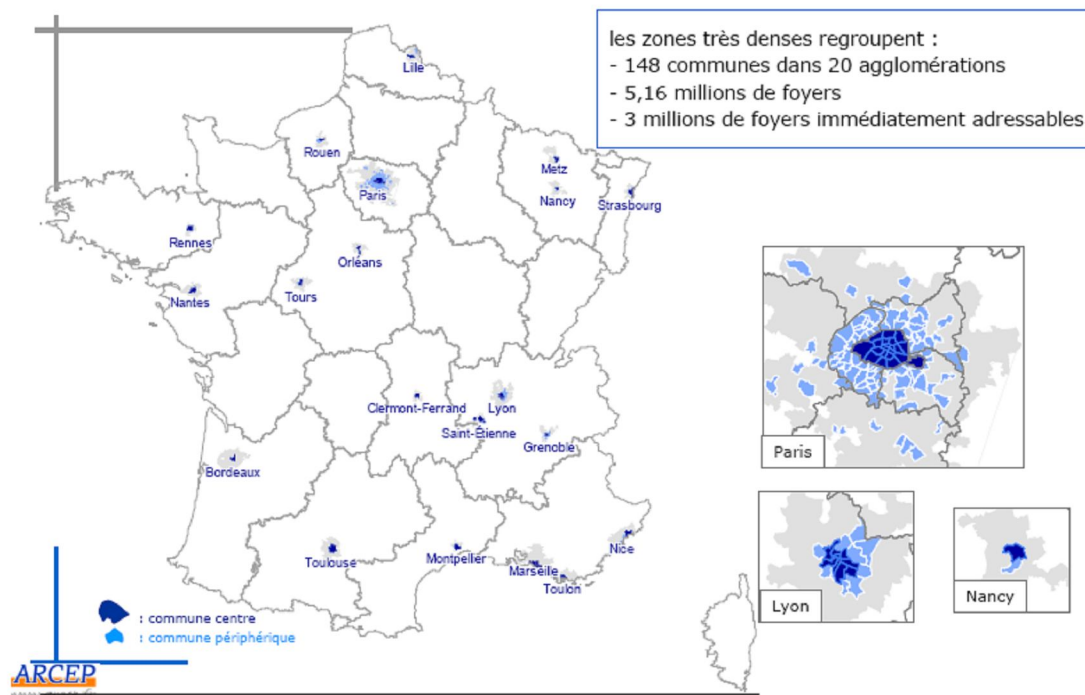 les zones très denses regroupent :
- 148 communes dans 20 agglomérations
- 5,16 millions de foyers
- 3 millions de foyers immédiatement adressables
Lille
Rouen
Paris
Metz
Nancy
Strasbourg
Rennes
Orléans
Nantes
Tours
Clermont-Ferrand
Lyon
Saint-Étienne
Grenoble
Bordeaux
Toulouse
Montpellier
Marseille
Toulon
Nice
Paris
Lyon
Nancy
: commune centre
: commune périphérique
ARCEP